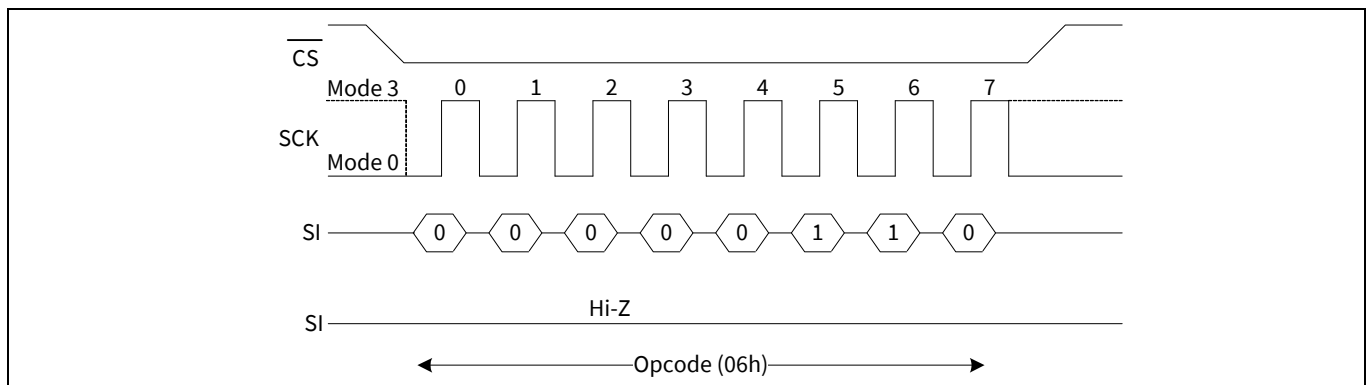 CS
Mode 3 0 1 2 3 4 5 6 7
SCK
Mode 0
SI 0 0 0 0 0 1 1 0
Hi-Z
SI
Opcode (06h)